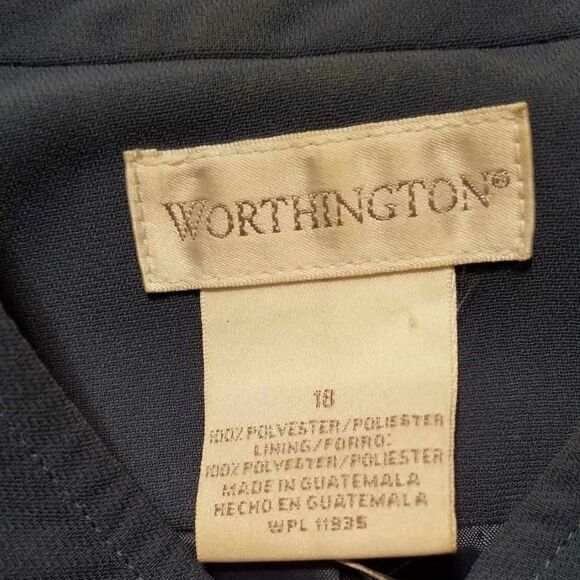 WORTHINGTON®
18
100% POLYESTER/POLIESTER
LINING/FORRO:
100% POLYESTER/POLIESTER
MADE IN GUATEMALA
HECHO EN GUATEMALA
WPL 11935